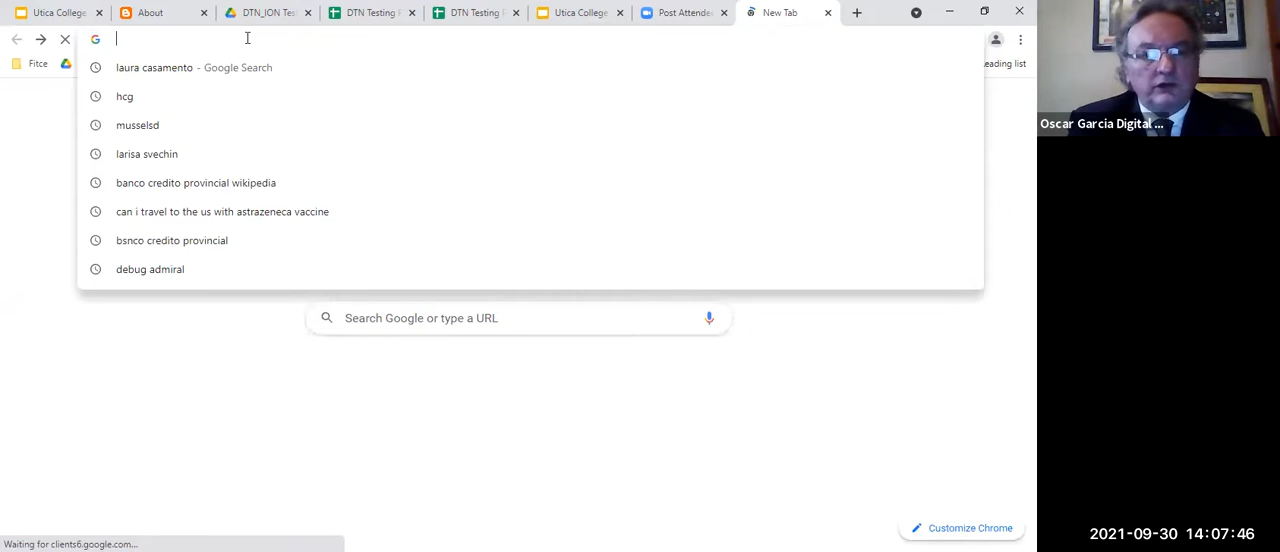 Utica College
About
DTN_ION Tes
DTN Testing F
DTN Testing F
Utica College
Post Attende
New Tab
Fitce
eading list
laura casamento - Google Search
hcg
musselsd
larisa svechin
banco credito provincial wikipedia
can i travel to the us with astrazeneca vaccine
bsnco credito provincial
debug admiral
Search Google or type a URL
Customize Chrome
Waiting for clients6.google.com...
Oscar Garcia Digital ...
2021-09-30 14:07:46